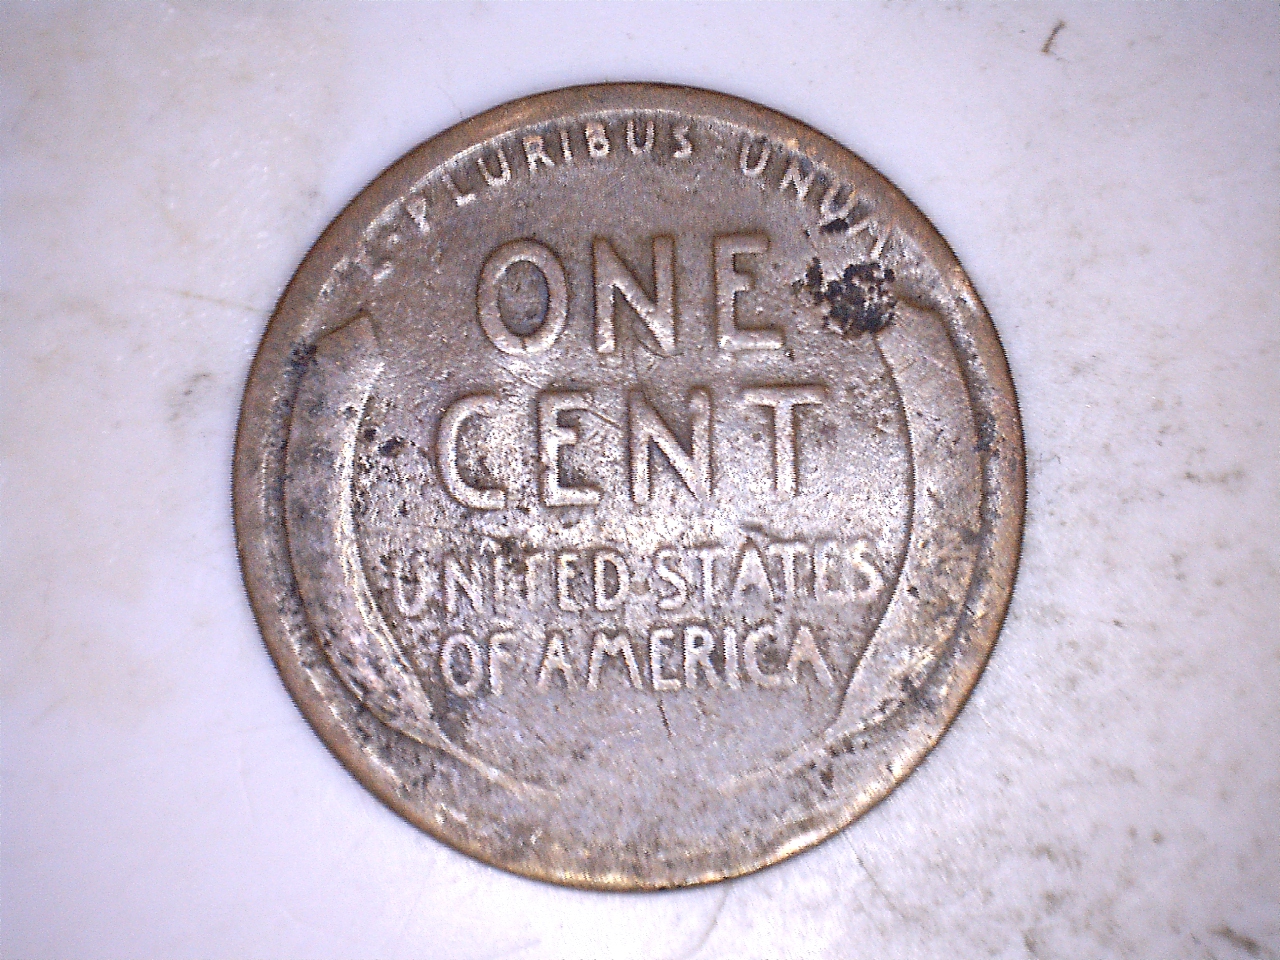 E·PLURIBUS·UNUM
ONE
CENT
UNITED·STATES
OF AMERICA